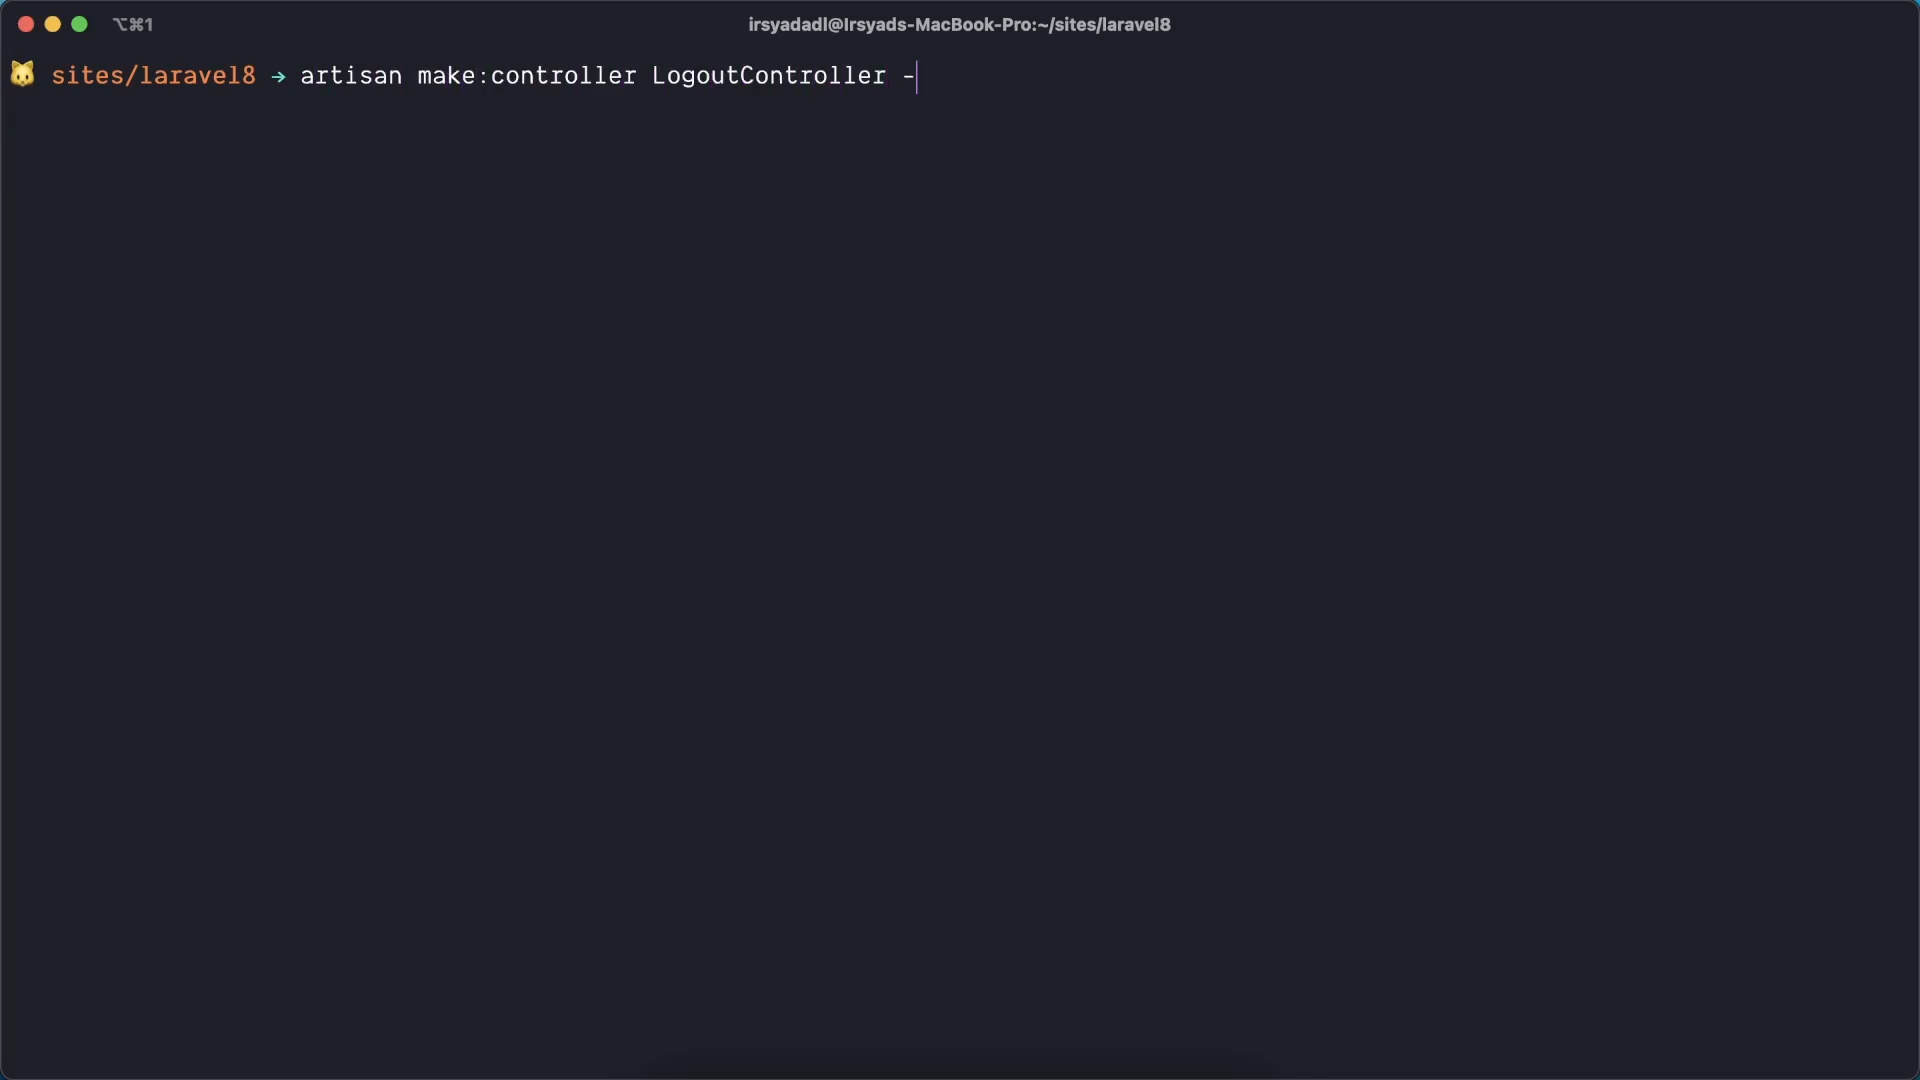 ⌥⌘1
irsyadadl@Irsyads-MacBook-Pro:~/sites/laravel8
sites/laravel8 → artisan make:controller LogoutController -